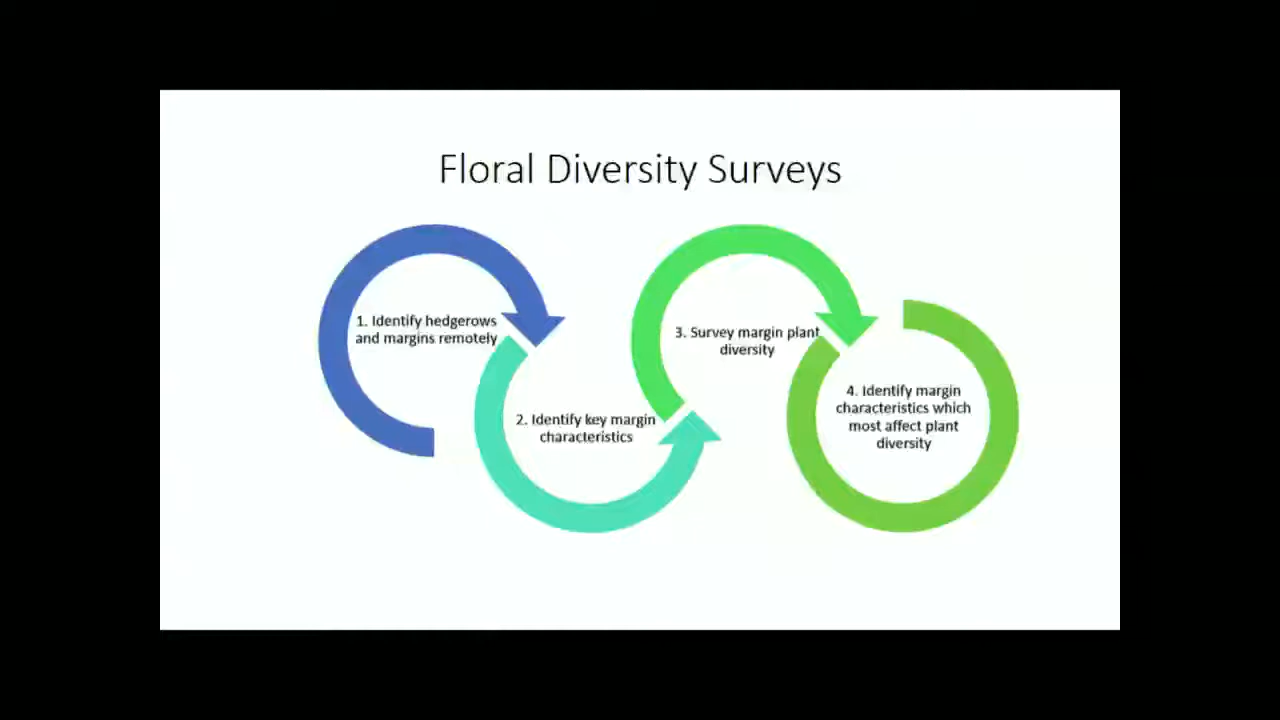 Floral Diversity Surveys
1. Identify hedgerows
and margins remotely
2. Identify key margin
characteristics
3. Survey margin plant
diversity
4. Identify margin
characteristics which
most affect plant
diversity